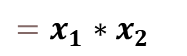 = x₁ * x₂